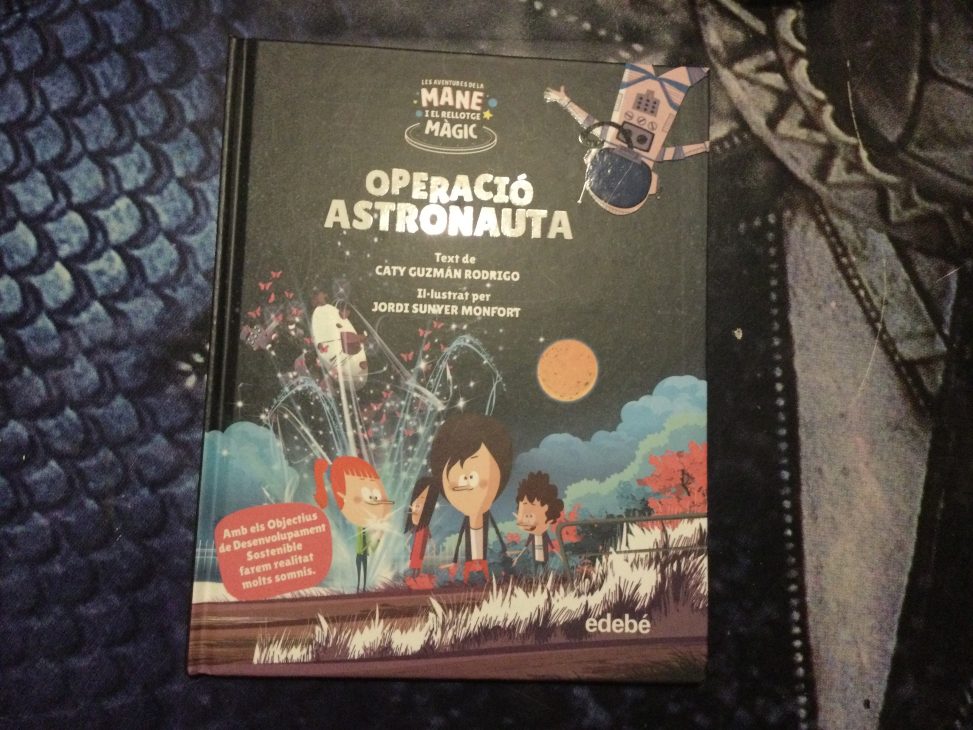 LES AVENTURES DE LA
MANE
I EL RELLOTGE
MÀGIC
OPERACIÓ
ASTRONAUTA
Text de
CATY GUZMÁN RODRIGO
Il·lustrat per
JORDI SUNYER MONFORT
Amb els Objectius
de Desenvolupament
Sostenible
farem realitat
molts somnis.
edebé